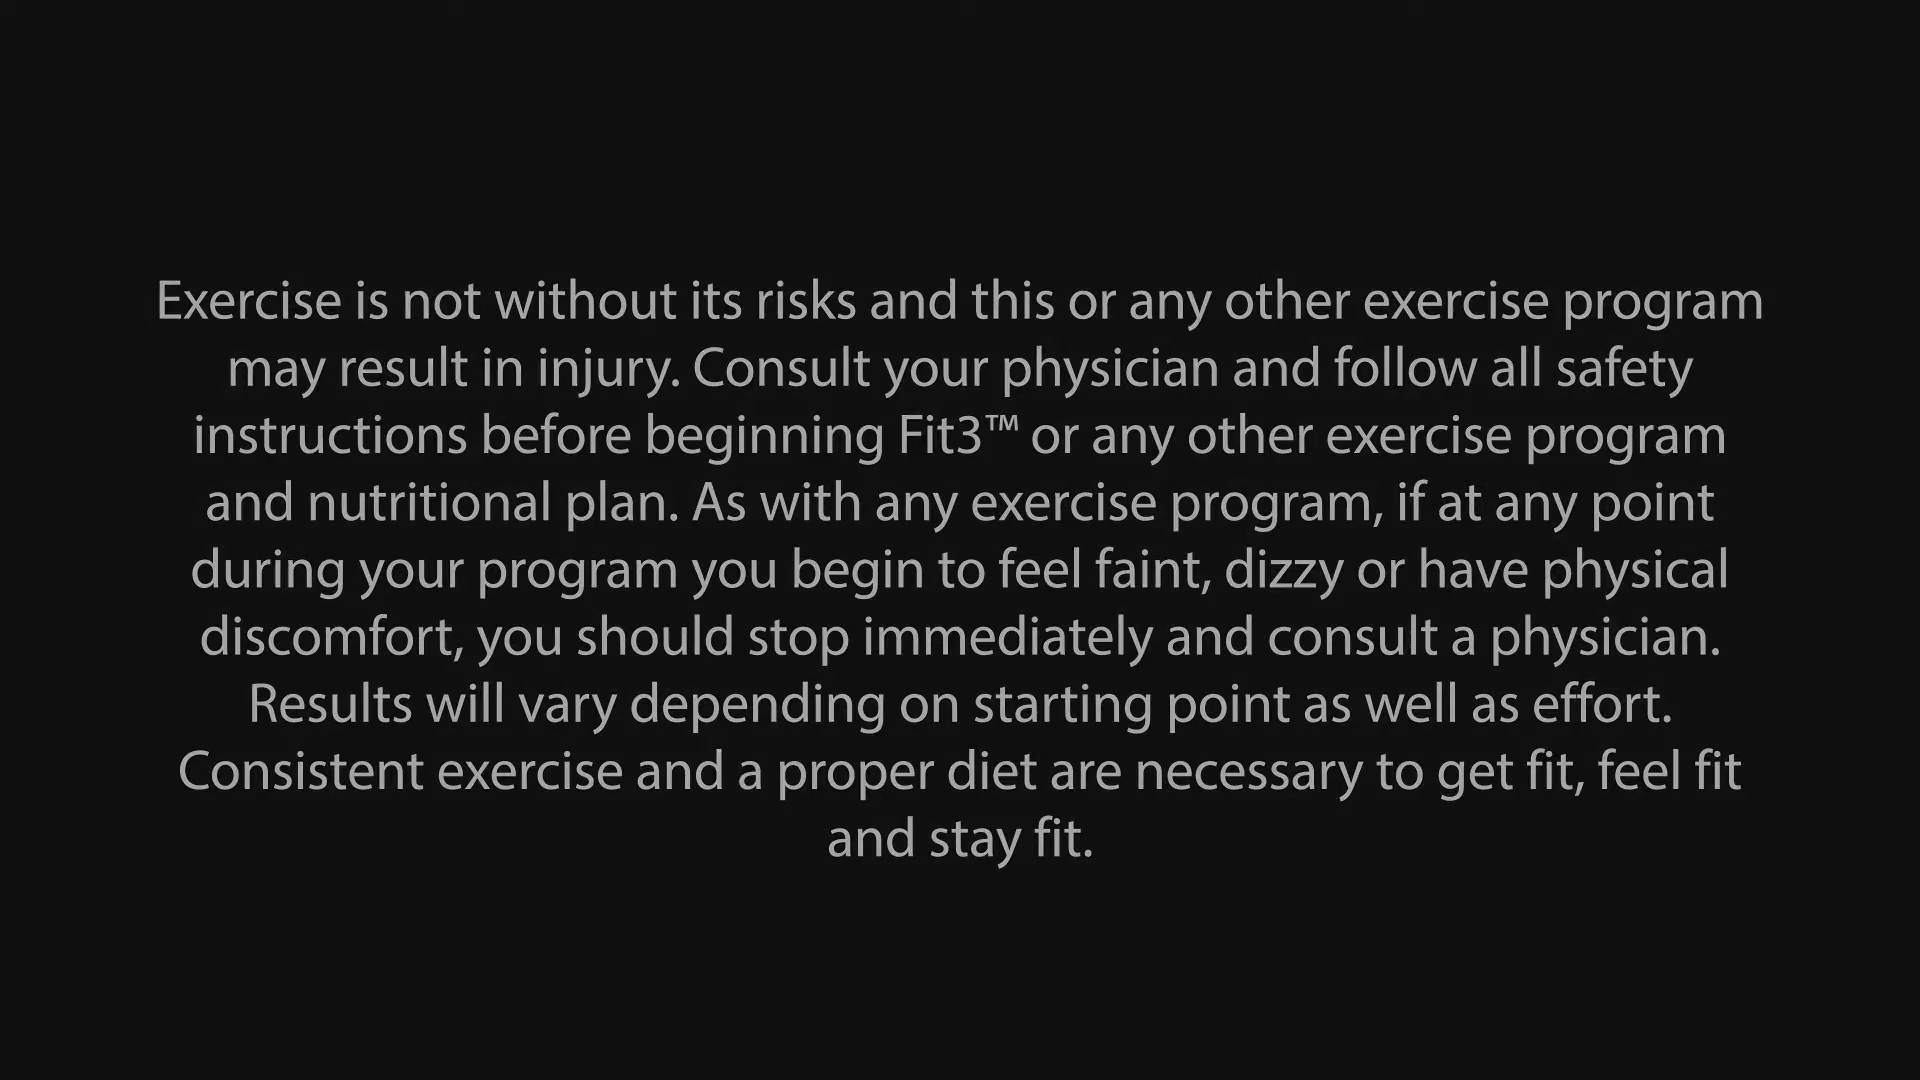 Exercise is not without its risks and this or any other exercise program
may result in injury. Consult your physician and follow all safety
instructions before beginning Fit3™ or any other exercise program
and nutritional plan. As with any exercise program, if at any point
during your program you begin to feel faint, dizzy or have physical
discomfort, you should stop immediately and consult a physician.
Results will vary depending on starting point as well as effort.
Consistent exercise and a proper diet are necessary to get fit, feel fit
and stay fit.